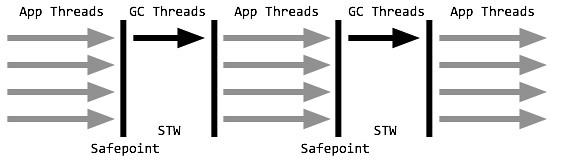 App Threads GC Threads App Threads GC Threads App Threads
STW STW
Safepoint Safepoint